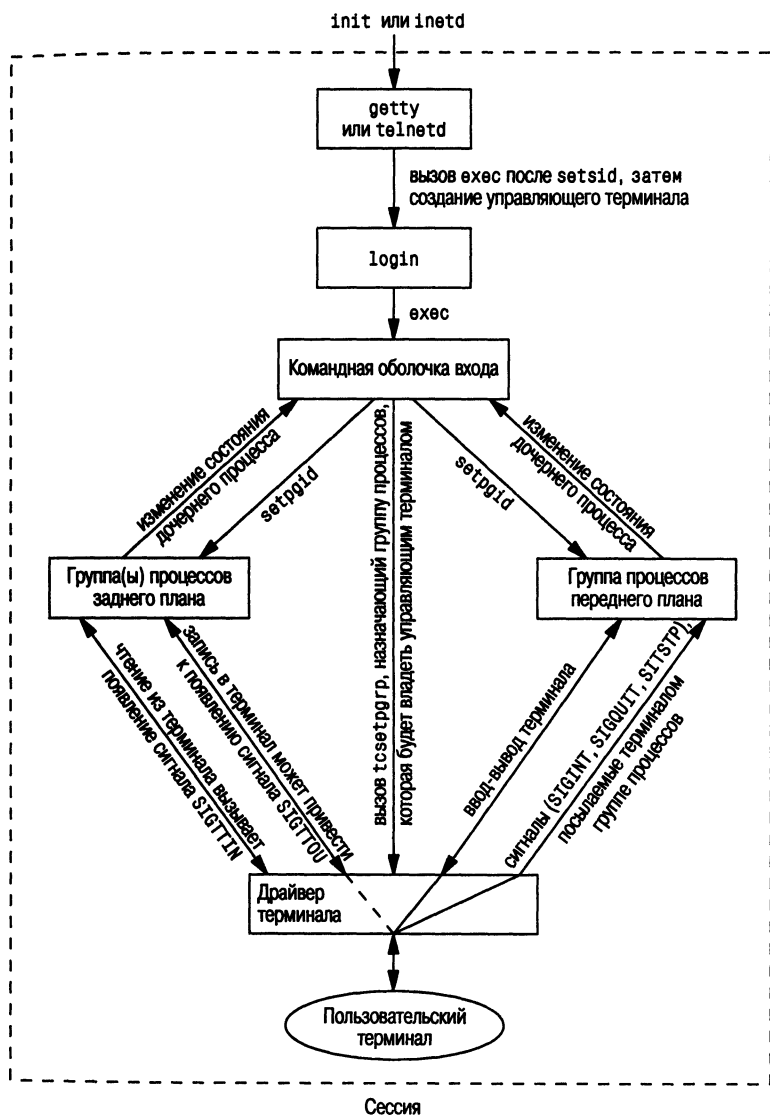 init или inetd
getty
или telnetd
вызов exec после setsid, затем
создание управляющего терминала
login
exec
Командная оболочка входа
изменение состояния
дочернего процесса
setpgid
вызов tcsetpgrp, назначающий группу процессов,
которая будет владеть управляющим терминалом
setpgid
изменение состояния
дочернего процесса
Группа(ы) процессов
заднего плана
Группа процессов
переднего плана
чтение из терминала вызывает
появление сигнала SIGTTIN
запись в терминал может привести
к появлению сигнала SIGTTOU
ввод-вывод терминала
сигналы (SIGINT, SIGQUIT, SITSTP),
посылаемые терминалом
группе процессов
Драйвер
терминала
Пользовательский
терминал
Сессия